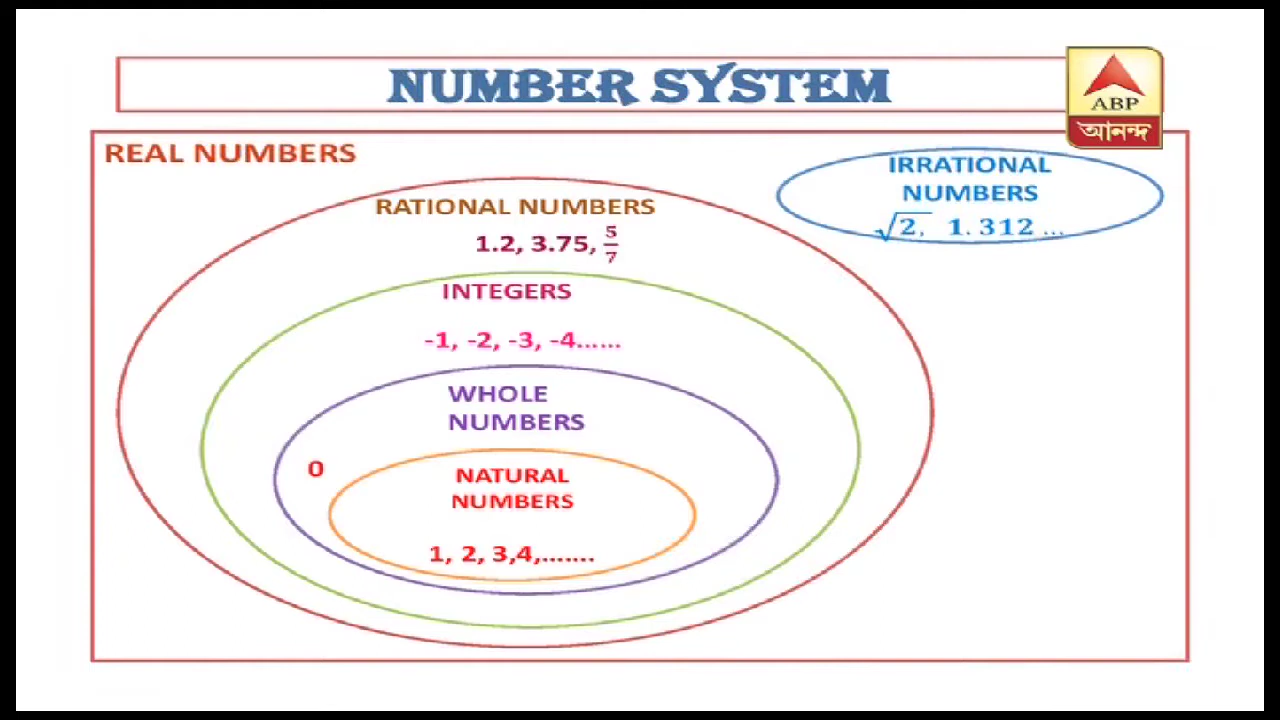 NUMBER SYSTEM
ABP
আনন্দ
REAL NUMBERS
IRRATIONAL
NUMBERS
√2, 1.312 ...
RATIONAL NUMBERS
1.2, 3.75, 5/7
INTEGERS
-1, -2, -3, -4......
WHOLE
NUMBERS
0
NATURAL
NUMBERS
1, 2, 3,4,.......